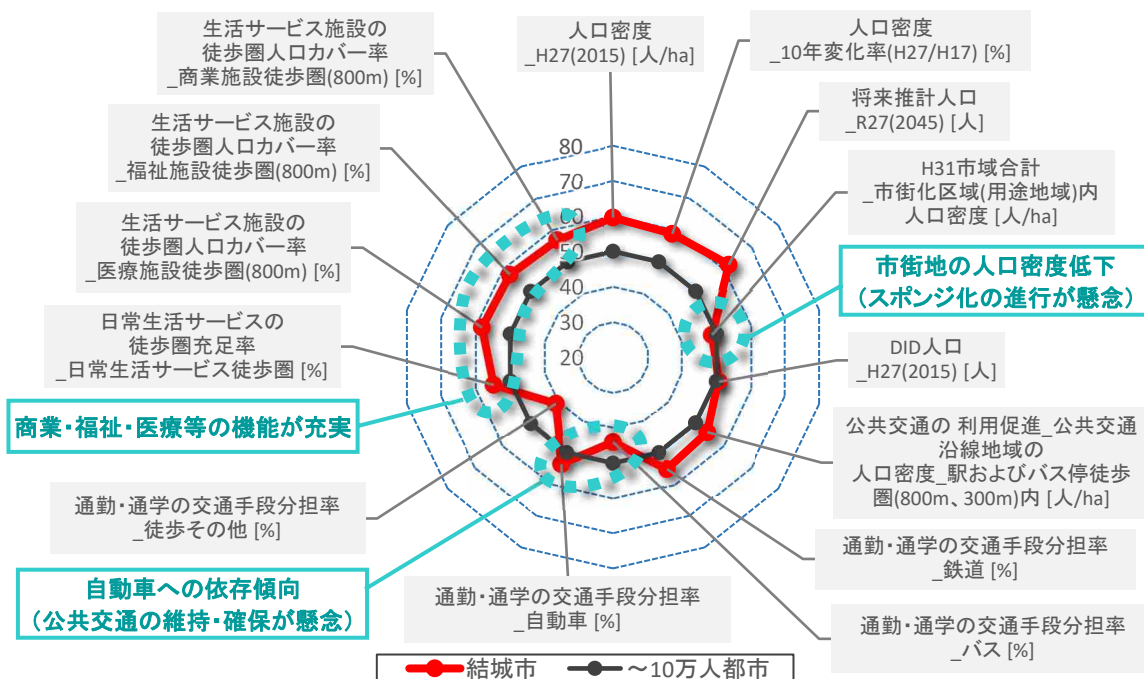 生活サービス施設の
徒歩圏人口カバー率
_商業施設徒歩圏(800m) [%]
人口密度
_H27(2015) [人/ha]
人口密度
_10年変化率(H27/H17) [%]
将来推計人口
_R27(2045) [人]
生活サービス施設の
徒歩圏人口カバー率
_福祉施設徒歩圏(800m) [%]
H31市域合計
_市街化区域(用途地域)内
人口密度 [人/ha]
生活サービス施設の
徒歩圏人口カバー率
_医療施設徒歩圏(800m) [%]
市街地の人口密度低下
(スポンジ化の進行が懸念)
日常生活サービスの
徒歩圏充足率
_日常生活サービス徒歩圏 [%]
DID人口
_H27(2015) [人]
商業・福祉・医療等の機能が充実
公共交通の 利用促進_公共交通
沿線地域の
人口密度_駅およびバス停徒歩
圏(800m、300m)内 [人/ha]
通勤・通学の交通手段分担率
_徒歩その他 [%]
通勤・通学の交通手段分担率
_鉄道 [%]
自動車への依存傾向
(公共交通の維持・確保が懸念)
通勤・通学の交通手段分担率
_自動車 [%]
通勤・通学の交通手段分担率
_バス [%]
80
70
60
50
40
30
20
結城市
～10万人都市